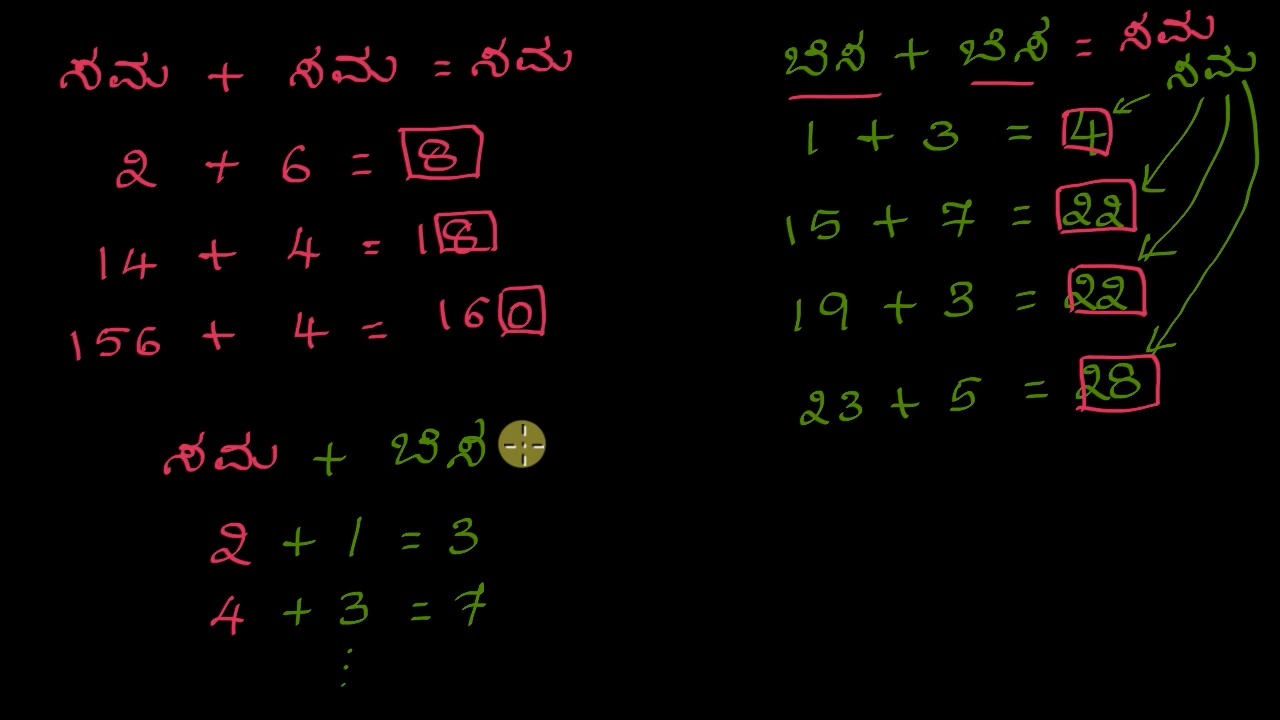 ಸಮ + ಸಮ = ಸಮ
2 + 6 = 8
14 + 4 = 18
156 + 4 = 160
ಸಮ + ಬೆಸ
2 + 1 = 3
4 + 3 = 7
⋮
ಬೆಸ + ಬೆಸ = ಸಮ
ಸಮ
1 + 3 = 4
15 + 7 = 22
19 + 3 = 22
23 + 5 = 28